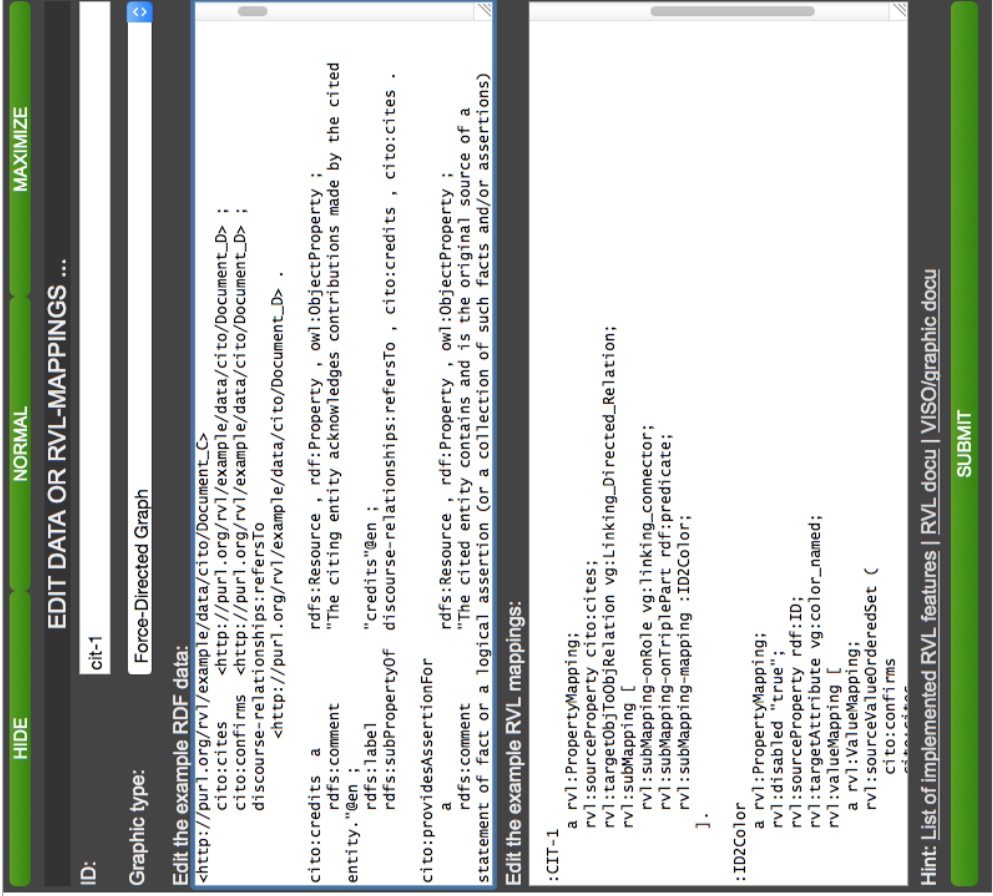 HIDE NORMAL MAXIMIZE
EDIT DATA OR RVL-MAPPINGS ...
ID: cit-1
Graphic type: Force-Directed Graph
Edit the example RDF data:
<http://purl.org/rvl/example/data/cito/Document_C>
cito:cites <http://purl.org/rvl/example/data/cito/Document_D> ;
cito:confirms <http://purl.org/rvl/example/data/cito/Document_D> ;
discourse-relationships:refersTo
<http://purl.org/rvl/example/data/cito/Document_D> .
cito:credits a rdfs:Resource , rdf:Property , owl:ObjectProperty ;
rdfs:comment "The citing entity acknowledges contributions made by the cited
entity."@en ;
rdfs:label "credits"@en ;
rdfs:subPropertyOf discourse-relationships:refersTo , cito:credits , cito:cites .
cito:providesAssertionFor
a rdfs:Resource , rdf:Property , owl:ObjectProperty ;
rdfs:comment "The cited entity contains and is the original source of a
statement of fact or a logical assertion (or a collection of such facts and/or assertions)
Edit the example RVL mappings:
:CIT-1
a rvl:PropertyMapping;
rvl:sourceProperty cito:cites;
rvl:targetObjToObjRelation vg:Linking_Directed_Relation;
rvl:subMapping [
rvl:subMapping-onRole vg:linking_connector;
rvl:subMapping-onTriplePart rdf:predicate;
rvl:subMapping-mapping :ID2Color;
].
:ID2Color
a rvl:PropertyMapping;
rvl:disabled "true";
rvl:sourceProperty rdf:ID;
rvl:targetAttribute vg:color_named;
rvl:valueMapping [
a rvl:ValueMapping;
rvl:sourceValueOrderedSet (
cito:confirms
Hint: List of implemented RVL features | RVL docu | VISO/graphic docu
SUBMIT